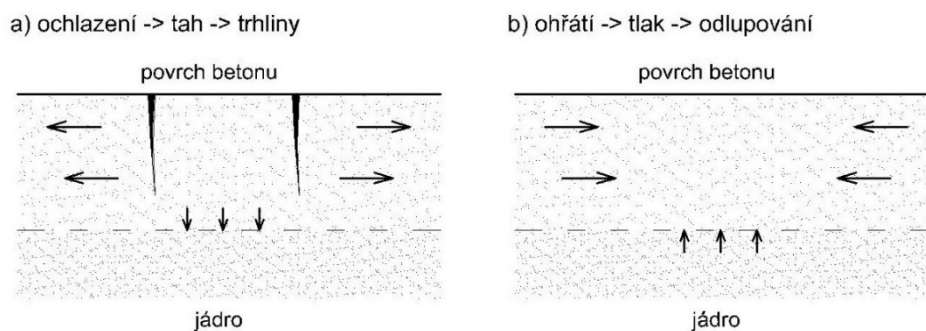 a) ochlazení -> tah -> trhliny
povrch betonu
jádro
b) ohřátí -> tlak -> odlupování
povrch betonu
jádro